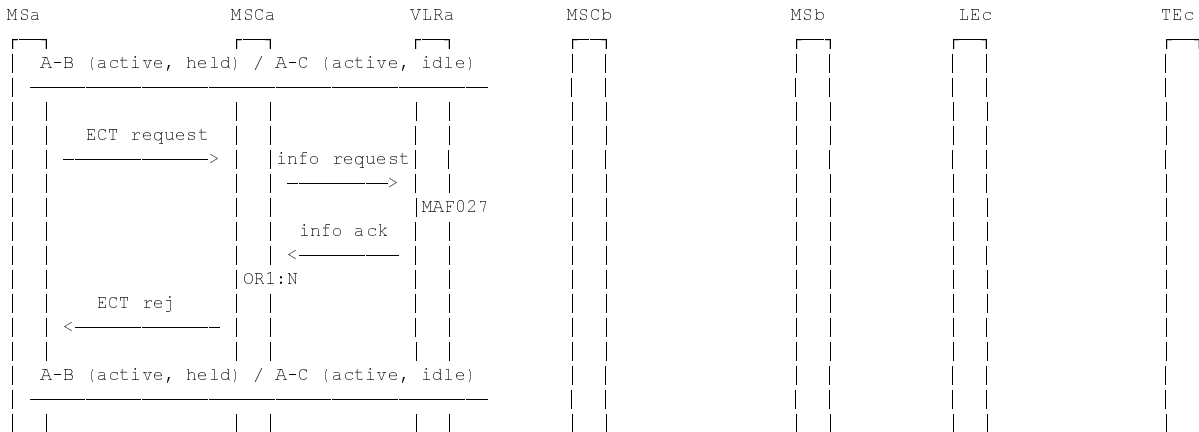 MSa MSCa VLRa MSCb MSb LEc TEc
A-B (active, held) / A-C (active, idle)
ECT request
info request
MAF027
info ack
OR1:N
ECT rej
A-B (active, held) / A-C (active, idle)